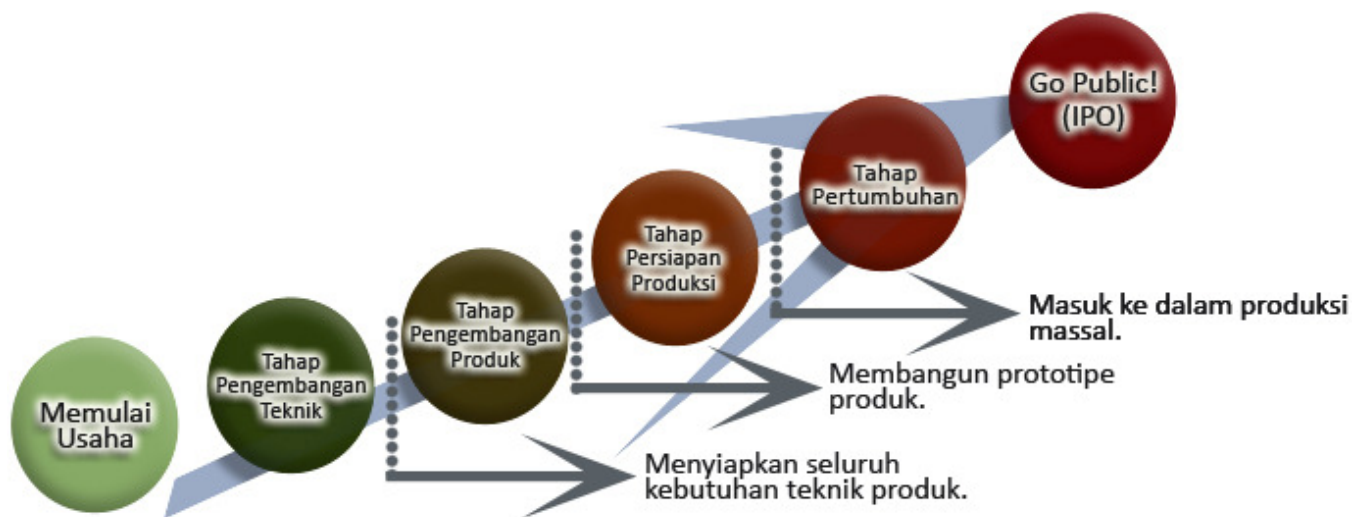 Memulai
Usaha
Tahap
Pengembangan
Teknik
Tahap
Pengembangan
Produk
Tahap
Persiapan
Produksi
Tahap
Pertumbuhan
Go Public!
(IPO)
Menyiapkan seluruh
kebutuhan teknik produk.
Membangun prototipe
produk.
Masuk ke dalam produksi
massal.